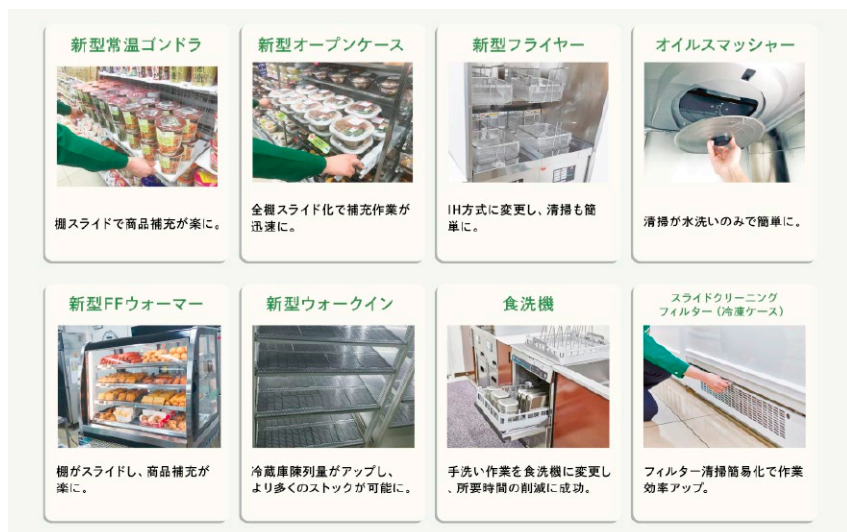 新型常温ゴンドラ
棚スライドで商品補充が楽に。
新型オープンケース
全棚スライド化で補充作業が
迅速に。
新型フライヤー
IH方式に変更し、清掃も簡
単に。
オイルスマッシャー
清掃が水洗いのみで簡単に。
新型FFウォーマー
棚がスライドし、商品補充が
楽に。
新型ウォークイン
冷蔵庫陳列量がアップし、
より多くのストックが可能に。
食洗機
手洗い作業を食洗機に変更し
、所要時間の削減に成功。
スライドクリーニング
フィルター（冷凍ケース）
フィルター清掃簡易化で作業
効率アップ。